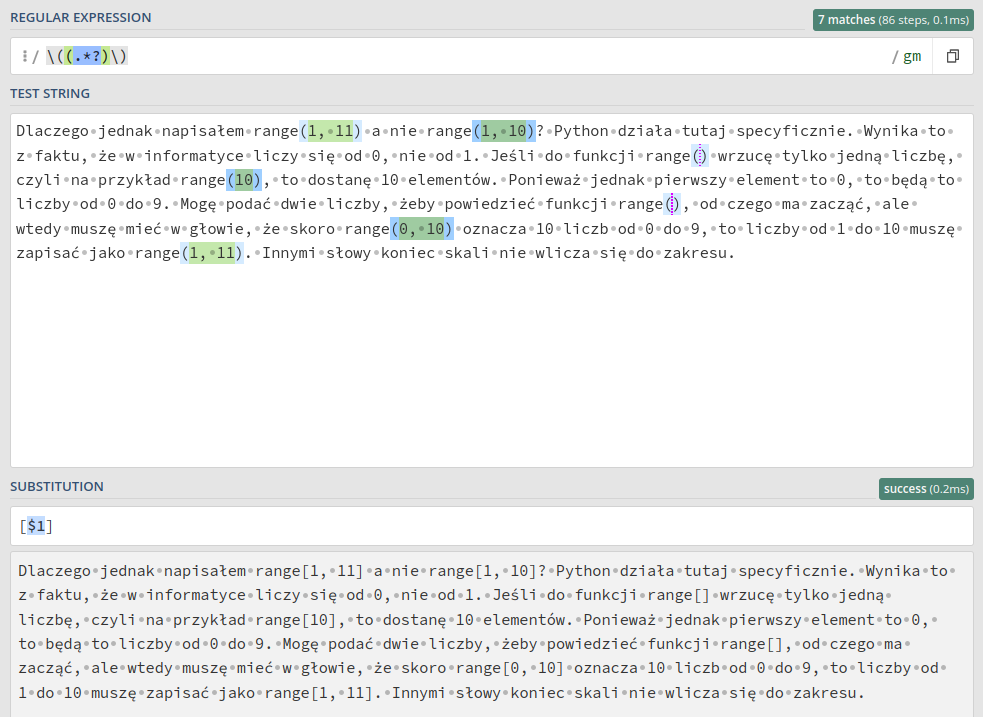 REGULAR EXPRESSION
7 matches (86 steps, 0.1ms)
/ \((.*?)\) / gm
TEST STRING
Dlaczego jednak napisałem range(1, 11) a nie range(1, 10)? Python działa tutaj specyficznie. Wynika to
z faktu, że w informatyce liczy się od 0, nie od 1. Jeśli do funkcji range() wrzucę tylko jedną liczbę,
czyli na przykład range(10), to dostanę 10 elementów. Ponieważ jednak pierwszy element to 0, to będą to
liczby od 0 do 9. Mogę podać dwie liczby, żeby powiedzieć funkcji range(), od czego ma zacząć, ale
wtedy muszę mieć w głowie, że skoro range(0, 10) oznacza 10 liczb od 0 do 9, to liczby od 1 do 10 muszę
zapisać jako range(1, 11). Innymi słowy koniec skali nie wlicza się do zakresu.
SUBSTITUTION
success (0.2ms)
[$1]
Dlaczego jednak napisałem range[1, 11] a nie range[1, 10]? Python działa tutaj specyficznie. Wynika to
z faktu, że w informatyce liczy się od 0, nie od 1. Jeśli do funkcji range[] wrzucę tylko jedną
liczbę, czyli na przykład range[10], to dostanę 10 elementów. Ponieważ jednak pierwszy element to 0,
to będą to liczby od 0 do 9. Mogę podać dwie liczby, żeby powiedzieć funkcji range[], od czego ma
zacząć, ale wtedy muszę mieć w głowie, że skoro range[0, 10] oznacza 10 liczb od 0 do 9, to liczby od
1 do 10 muszę zapisać jako range[1, 11]. Innymi słowy koniec skali nie wlicza się do zakresu.